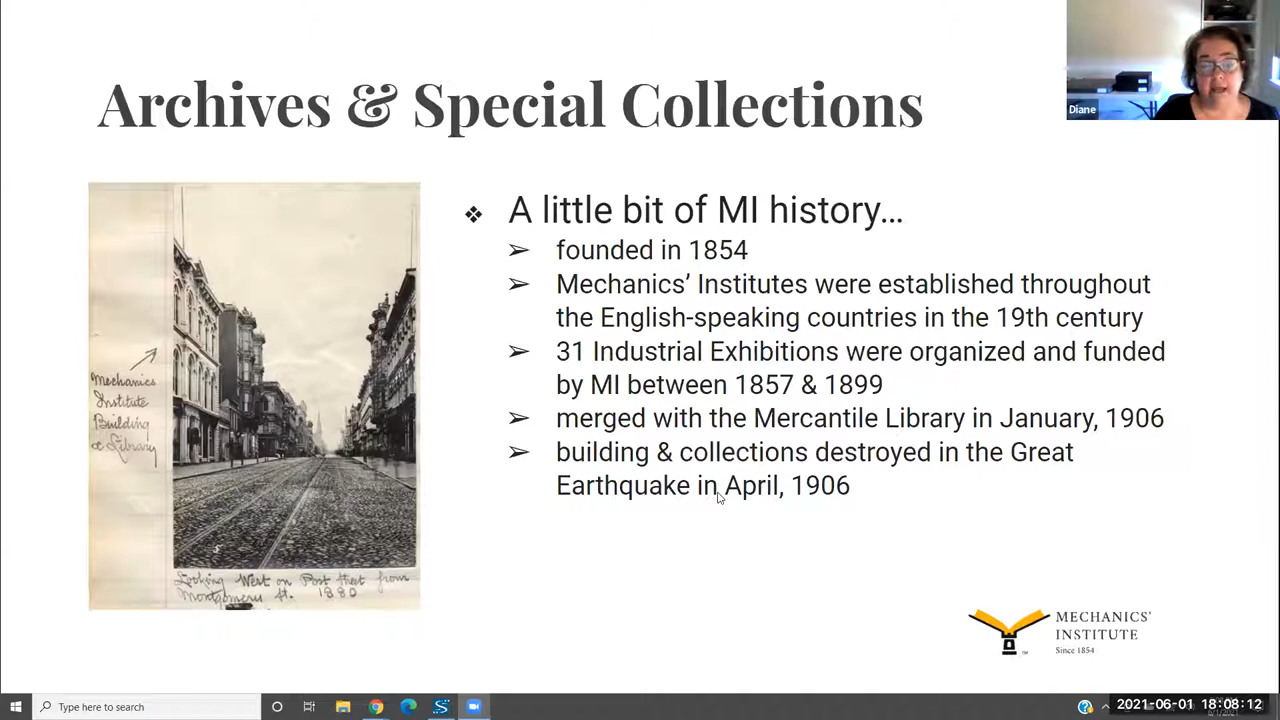 Archives & Special Collections
Diane
❖ A little bit of MI history...
➢ founded in 1854
➢ Mechanics' Institutes were established throughout
the English-speaking countries in the 19th century
➢ 31 Industrial Exhibitions were organized and funded
by MI between 1857 & 1899
➢ merged with the Mercantile Library in January, 1906
➢ building & collections destroyed in the Great
Earthquake in April, 1906
Mechanics
Institute
Building
& Library
Looking West on Post street from
Montgomery St. 1880
MECHANICS'
INSTITUTE
Since 1854
Type here to search
2021-06-01 18:08:12